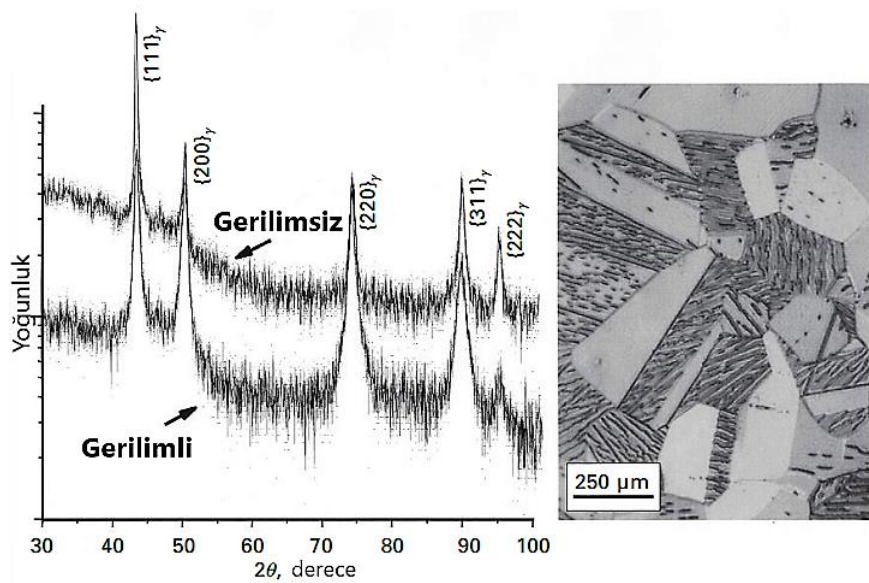 {111}γ
{200}γ
{220}γ
{311}γ
{222}γ
Gerilimsiz
Gerilimli
Yoğunluk
30 40 50 60 70 80 90 100
2θ, derece
250 µm